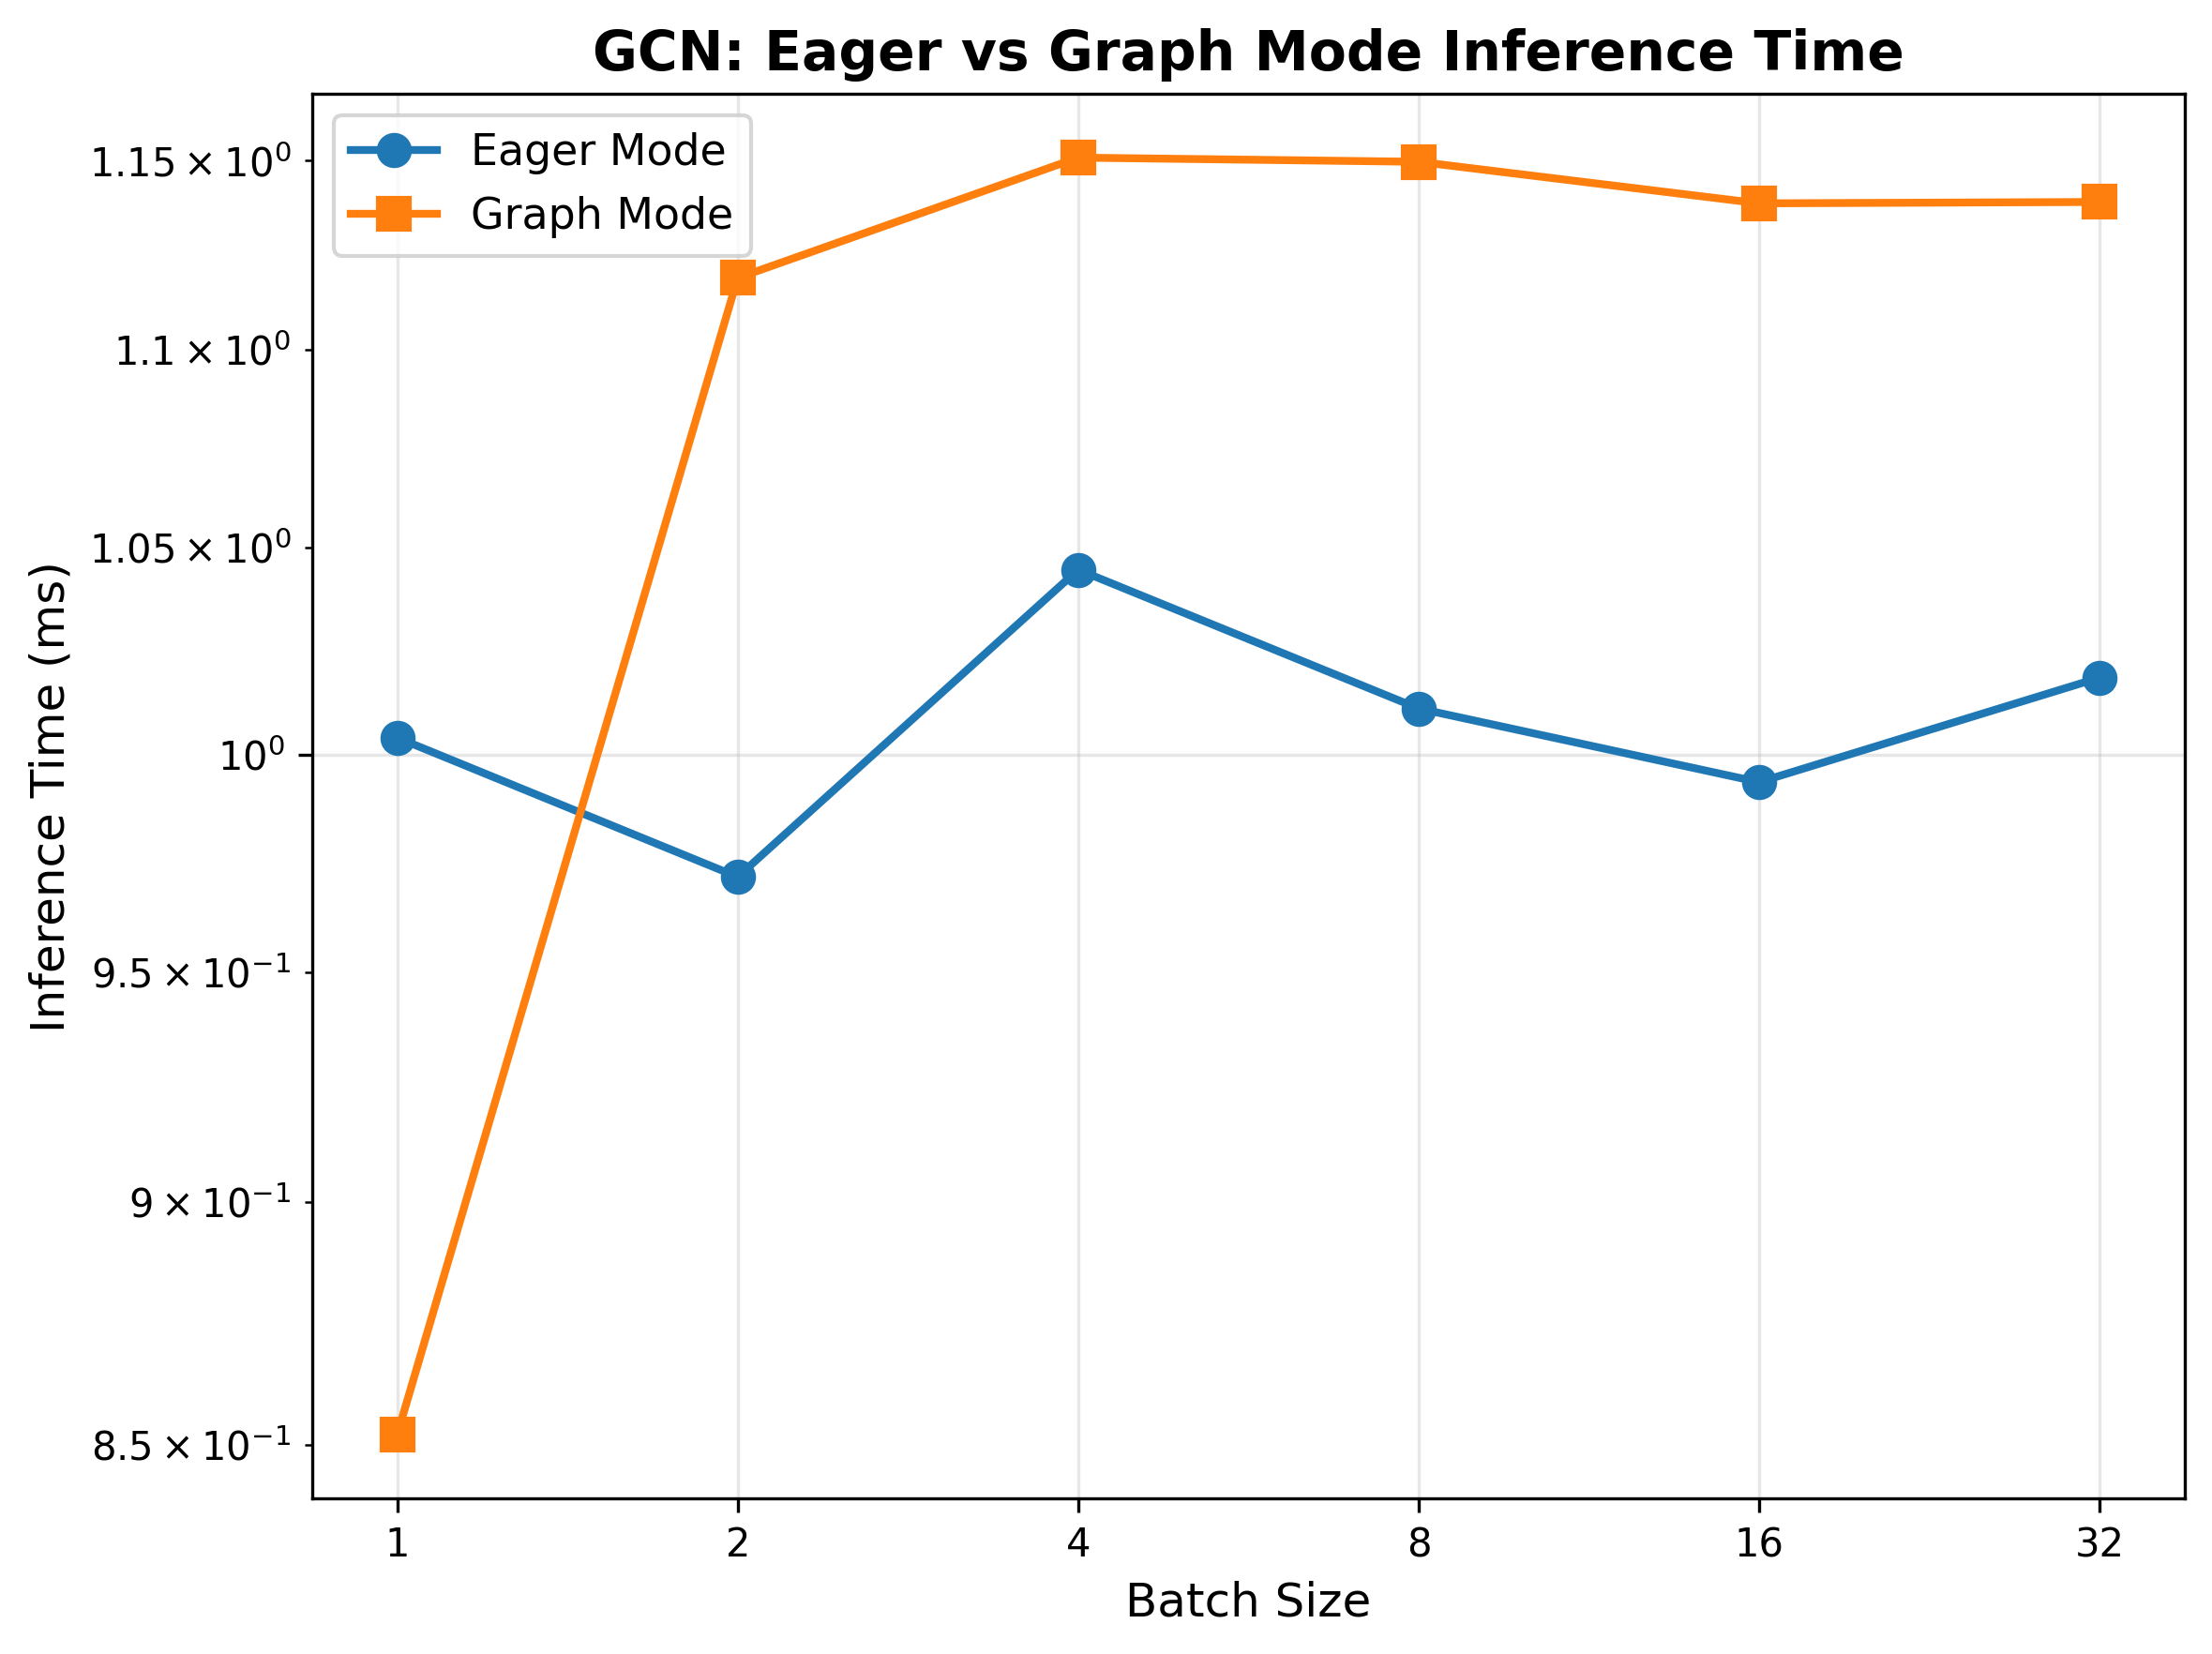 GCN: Eager vs Graph Mode Inference Time
Eager Mode
Graph Mode
Inference Time (ms)
1.15 × 10⁰
1.1 × 10⁰
1.05 × 10⁰
10⁰
9.5 × 10⁻¹
9 × 10⁻¹
8.5 × 10⁻¹
1 2 4 8 16 32
Batch Size